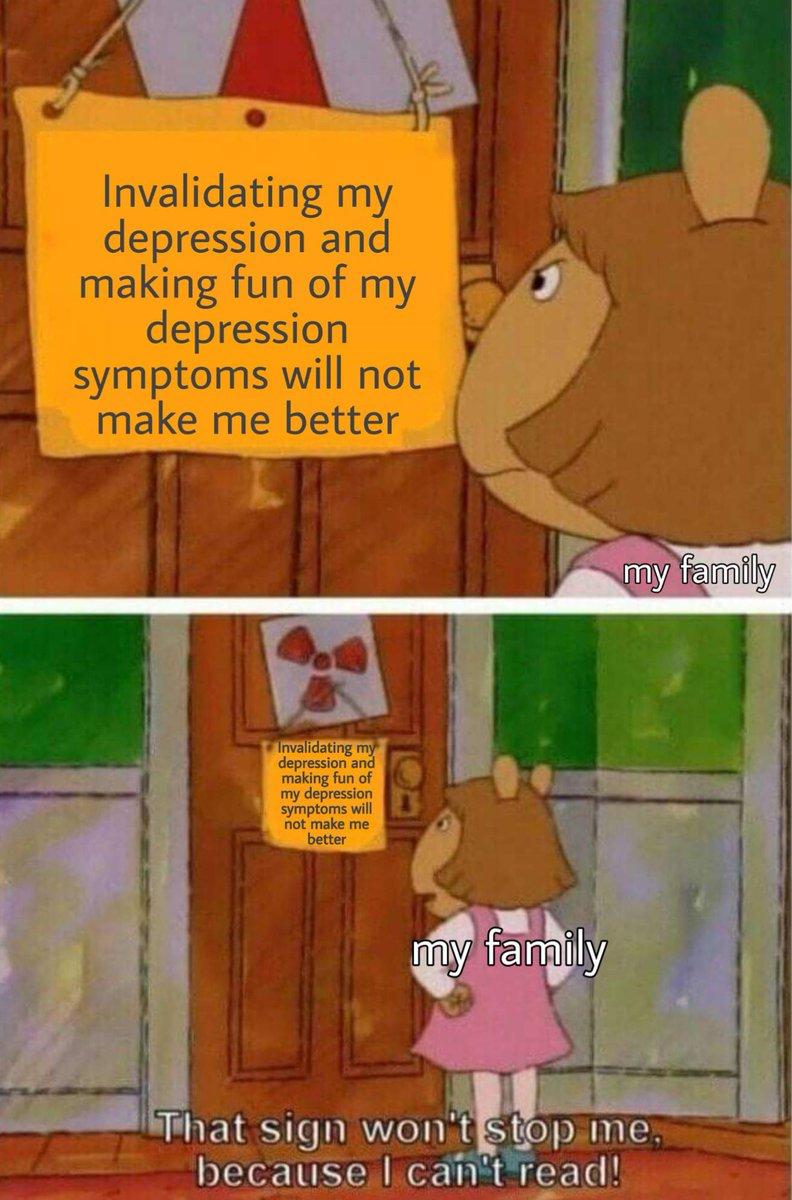 Invalidating my
depression and
making fun of my
depression
symptoms will not
make me better
my family
Invalidating my
depression and
making fun of
my depression
symptoms will
not make me
better
my family
That sign won't stop me,
because I can't read!